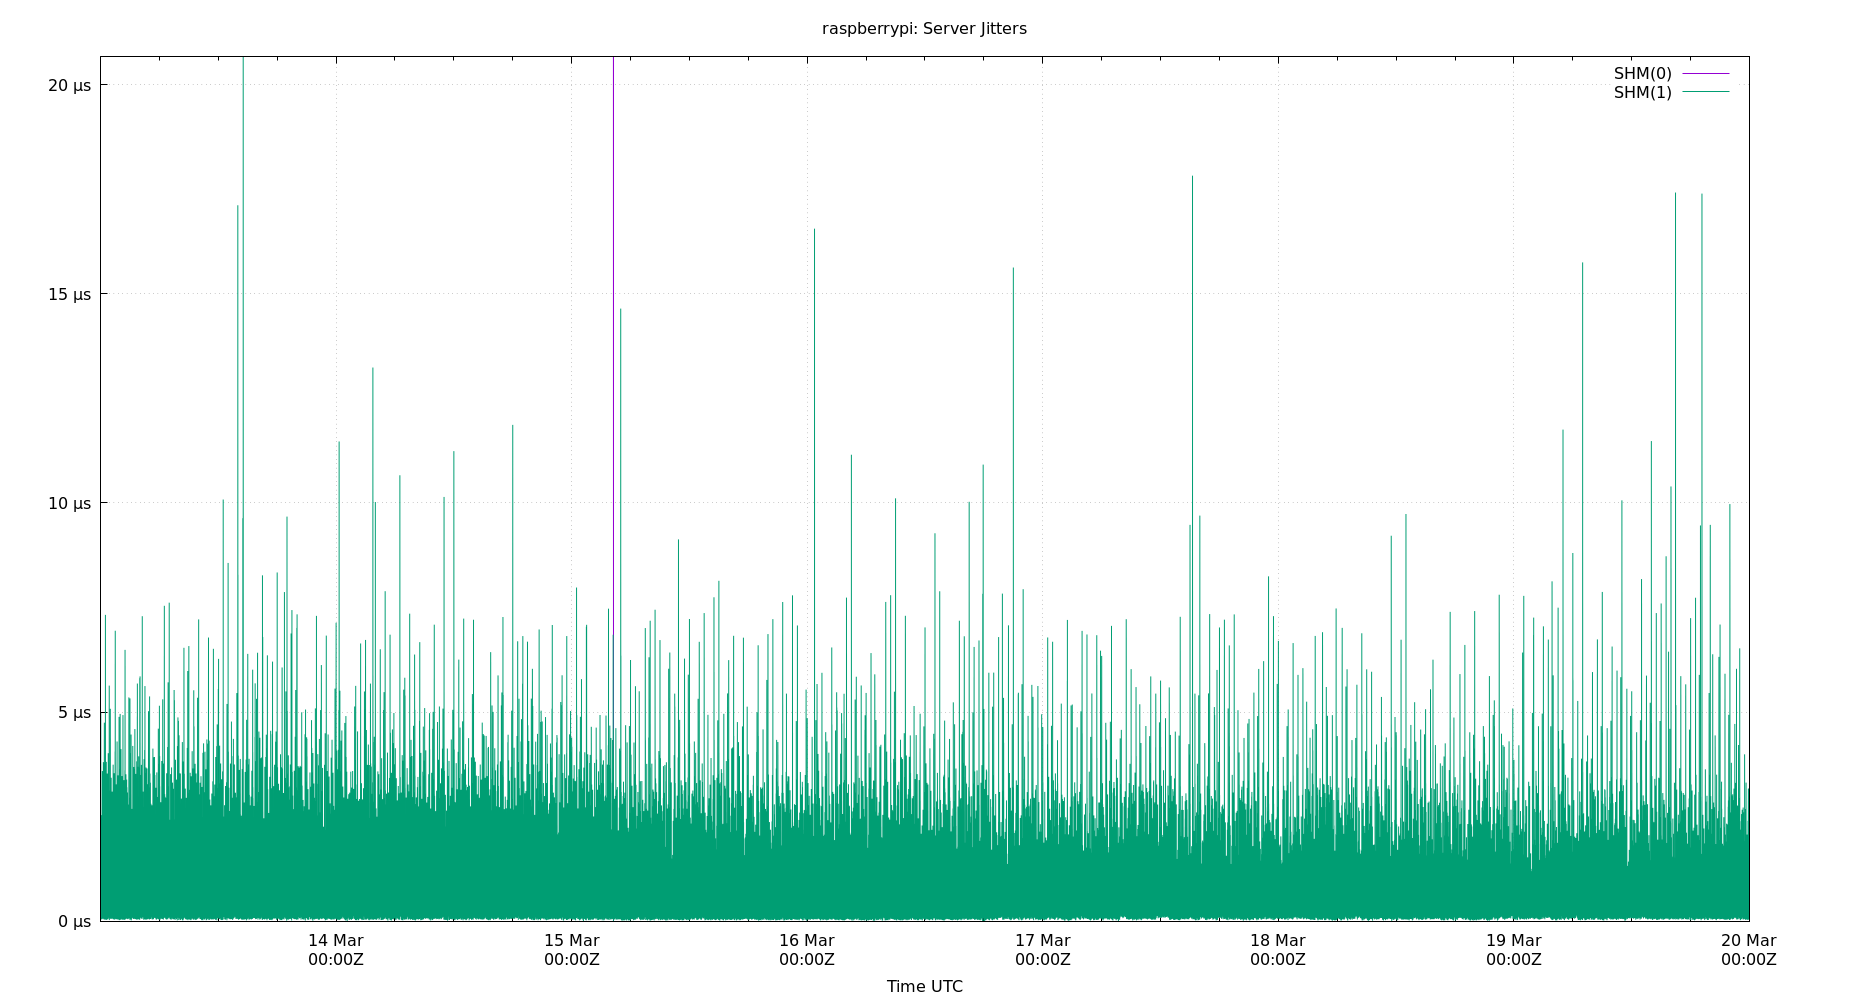 raspberrypi: Server Jitters
SHM(0)
SHM(1)
20 µs
15 µs
10 µs
5 µs
0 µs
14 Mar 15 Mar 16 Mar 17 Mar 18 Mar 19 Mar 20 Mar
00:00Z 00:00Z 00:00Z 00:00Z 00:00Z 00:00Z 00:00Z
Time UTC